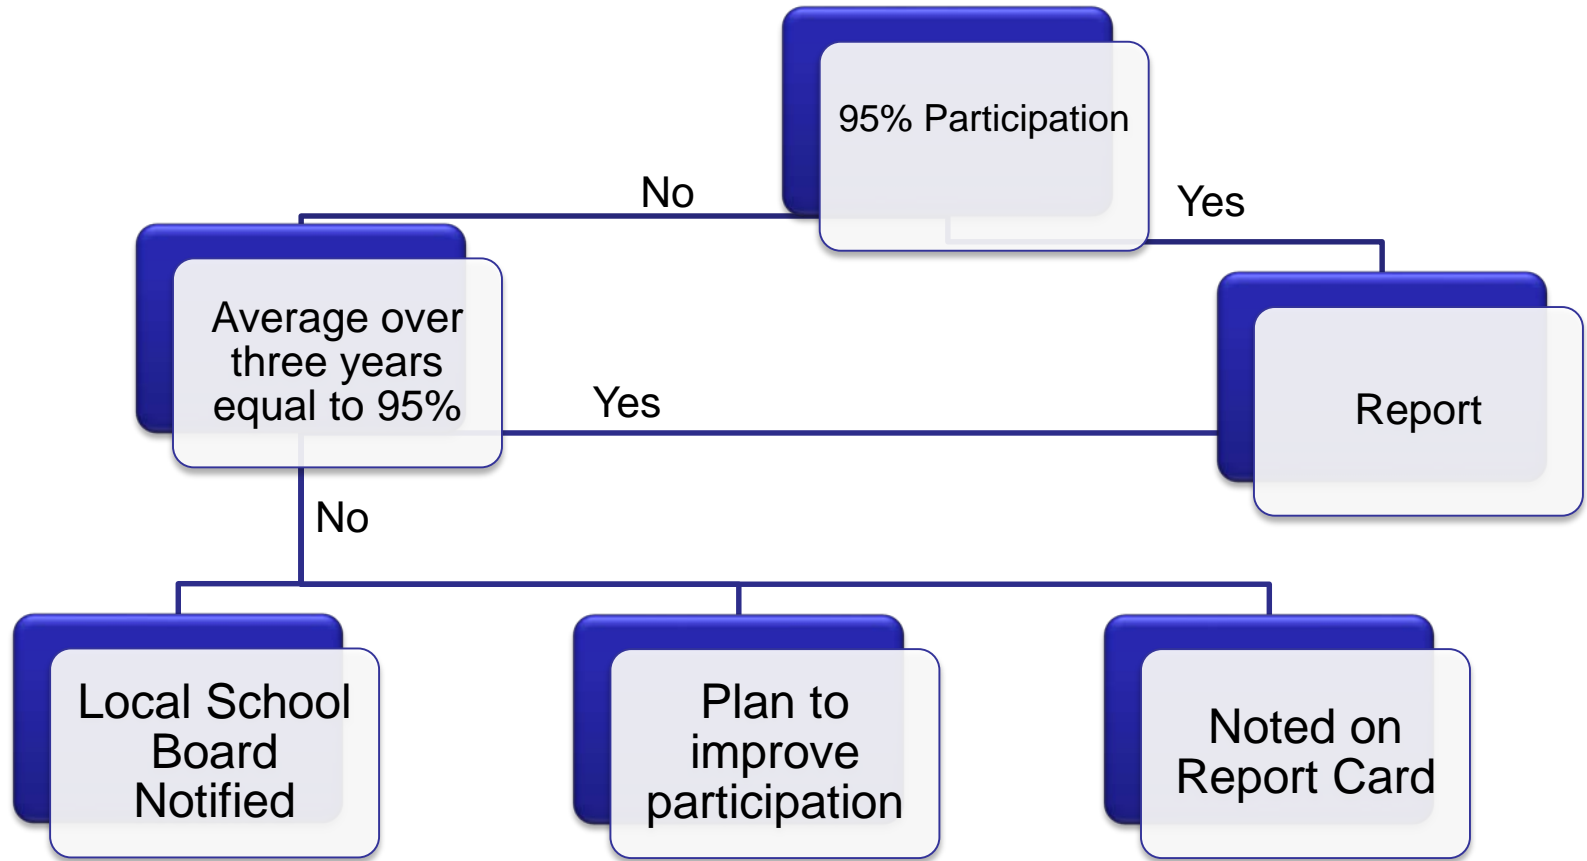 95% Participation
No
Yes
Average over
three years
equal to 95%
Yes
Report
No
Local School
Board
Notified
Plan to
improve
participation
Noted on
Report Card